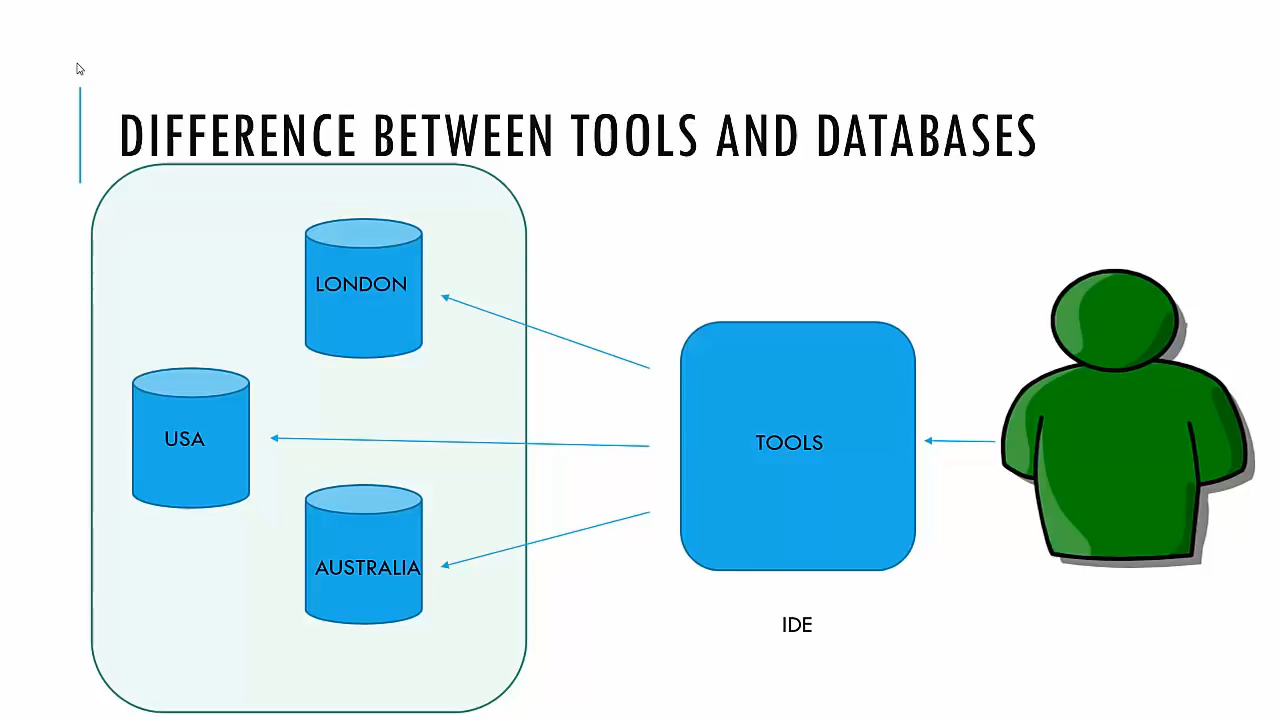 DIFFERENCE BETWEEN TOOLS AND DATABASES
LONDON
USA
TOOLS
AUSTRALIA
IDE